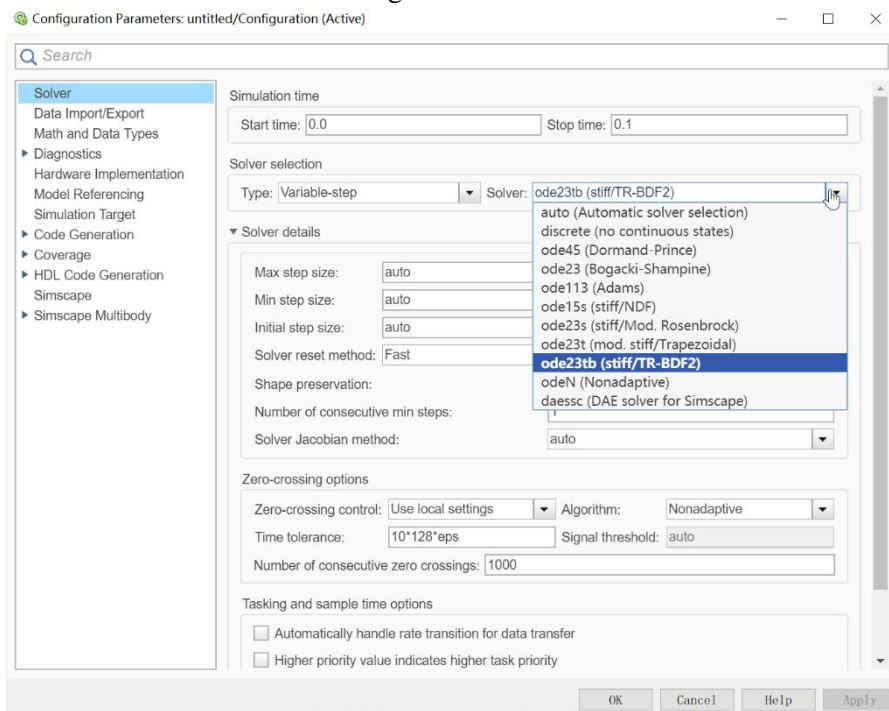 Configuration Parameters: untitled/Configuration (Active)
Search
Solver
Data Import/Export
Math and Data Types
Diagnostics
Hardware Implementation
Model Referencing
Simulation Target
Code Generation
Coverage
HDL Code Generation
Simscape
Simscape Multibody
Simulation time
Start time: 0.0 Stop time: 0.1
Solver selection
Type: Variable-step Solver: ode23tb (stiff/TR-BDF2)
auto (Automatic solver selection)
discrete (no continuous states)
ode45 (Dormand-Prince)
ode23 (Bogacki-Shampine)
ode113 (Adams)
ode15s (stiff/NDF)
ode23s (stiff/Mod. Rosenbrock)
ode23t (mod. stiff/Trapezoidal)
ode23tb (stiff/TR-BDF2)
odeN (Nonadaptive)
daessc (DAE solver for Simscape)
Solver details
Max step size: auto
Min step size: auto
Initial step size: auto
Solver reset method: Fast
Shape preservation:
Number of consecutive min steps:
Solver Jacobian method: auto
Zero-crossing options
Zero-crossing control: Use local settings Algorithm: Nonadaptive
Time tolerance: 10*128*eps Signal threshold: auto
Number of consecutive zero crossings: 1000
Tasking and sample time options
Automatically handle rate transition for data transfer
Higher priority value indicates higher task priority
OK Cancel Help Apply